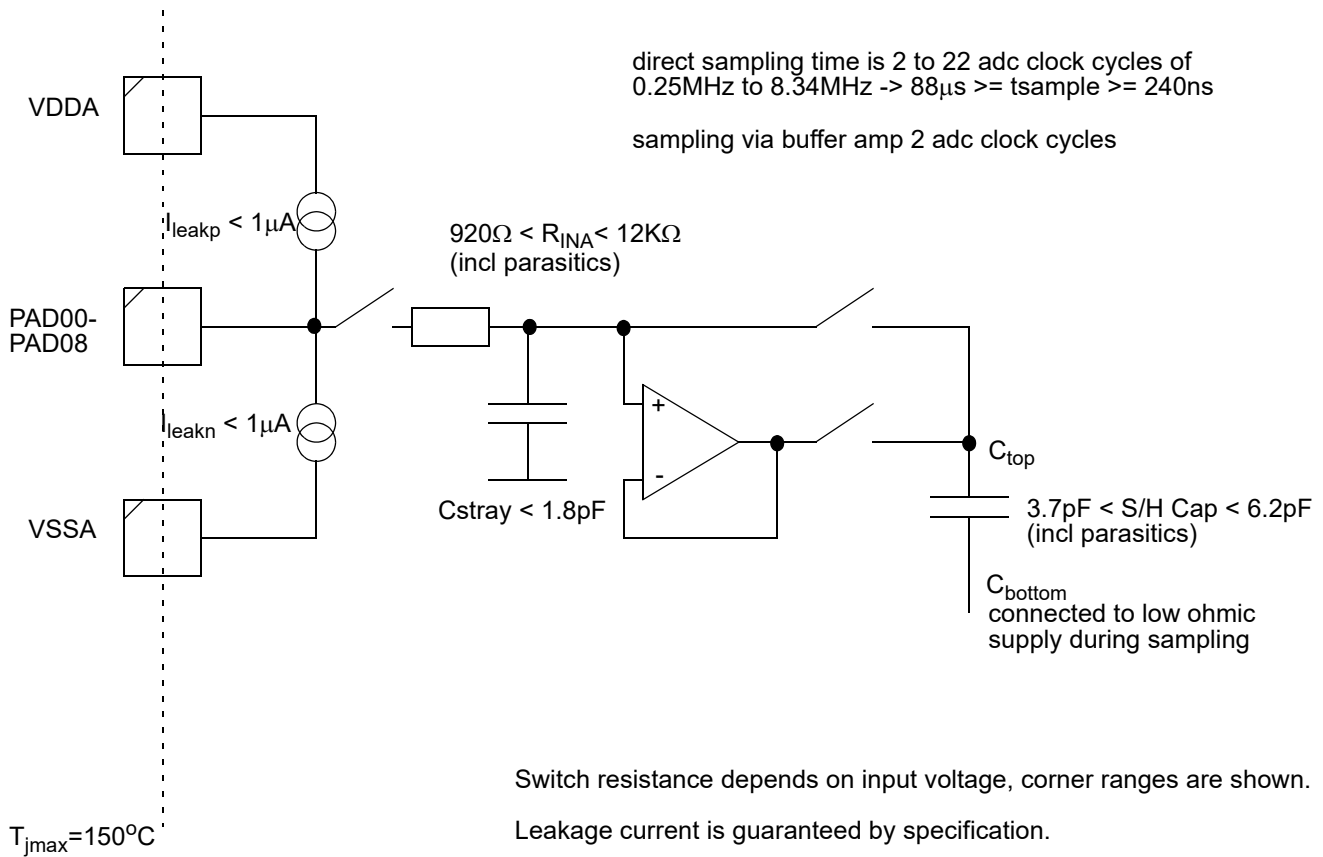 direct sampling time is 2 to 22 adc clock cycles of
0.25MHz to 8.34MHz -> 88μs >= tsample >= 240ns
sampling via buffer amp 2 adc clock cycles
VDDA
Ileakp < 1μA
920Ω < RINA< 12KΩ
(incl parasitics)
PAD00-
PAD08
Ileakn < 1μA
+
-
Ctop
Cstray < 1.8pF
3.7pF < S/H Cap < 6.2pF
(incl parasitics)
VSSA
Cbottom
connected to low ohmic
supply during sampling
Switch resistance depends on input voltage, corner ranges are shown.
Leakage current is guaranteed by specification.
Tjmax=150oC